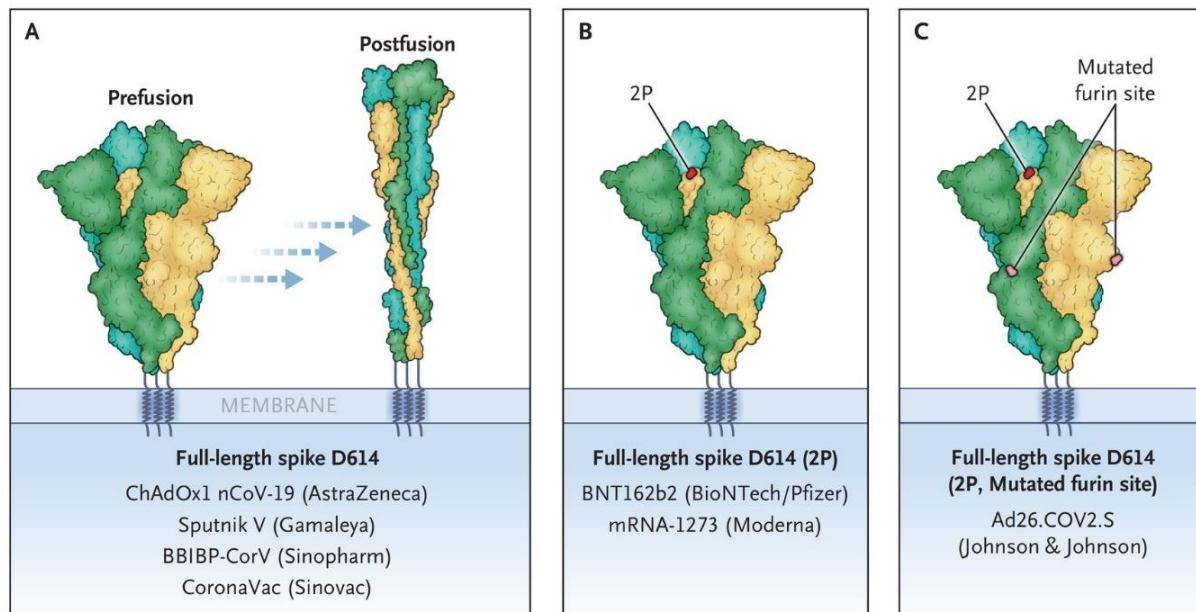 A
Prefusion
Postfusion
MEMBRANE
Full-length spike D614
ChAdOx1 nCoV-19 (AstraZeneca)
Sputnik V (Gamaleya)
BBIBP-CorV (Sinopharm)
CoronaVac (Sinovac)
B
2P
Full-length spike D614 (2P)
BNT162b2 (BioNTech/Pfizer)
mRNA-1273 (Moderna)
C
2P
Mutated
furin site
Full-length spike D614
(2P, Mutated furin site)
Ad26.COV2.S
(Johnson & Johnson)